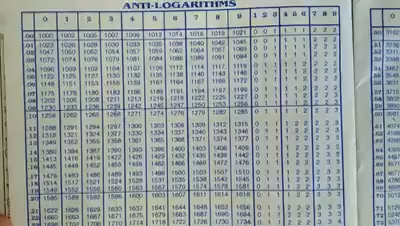 ANTI-LOGARITHMS
0 1 2 3 4 5 6 7 8 9 1 2 3 4 5 6 7 8 9
.00 1000 1002 1005 1007 1009 1012 1014 1016 1019 1021 0 0 1 1 1 1 2 2 2
.01 1023 1026 1028 1030 1033 1035 1038 1040 1042 1045 0 0 1 1 1 1 2 2 2
.02 1047 1050 1052 1054 1057 1059 1062 1064 1067 1069 0 0 1 1 1 1 2 2 2
.03 1072 1074 1076 1079 1081 1084 1086 1089 1091 1094 0 0 1 1 1 1 2 2 2
.04 1096 1099 1102 1104 1107 1109 1112 1114 1117 1119 0 1 1 1 1 2 2 2 2
.05 1122 1125 1127 1130 1132 1135 1138 1140 1143 1146 0 1 1 1 1 2 2 2 2
.06 1148 1151 1153 1156 1159 1161 1164 1167 1169 1172 0 1 1 1 1 2 2 2 2
.07 1175 1178 1180 1183 1186 1189 1191 1194 1197 1199 0 1 1 1 1 2 2 2 2
.08 1202 1205 1208 1211 1213 1216 1219 1222 1225 1227 0 1 1 1 1 2 2 2 3
.09 1230 1233 1236 1239 1242 1245 1247 1250 1253 1256 0 1 1 1 1 2 2 2 3
.10 1259 1262 1265 1268 1271 1274 1276 1279 1282 1285 0 1 1 1 1 2 2 2 3
.11 1288 1291 1294 1297 1300 1303 1306 1309 1312 1315 0 1 1 1 2 2 2 2 3
.12 1318 1321 1324 1327 1330 1334 1337 1340 1343 1346 0 1 1 1 2 2 2 2 3
.13 1349 1352 1355 1358 1361 1365 1368 1371 1374 1377 0 1 1 1 2 2 2 3 3
.14 1380 1384 1387 1390 1393 1396 1400 1403 1406 1409 0 1 1 1 2 2 2 3 3
.15 1413 1416 1419 1422 1426 1429 1432 1435 1439 1442 0 1 1 1 2 2 2 3 3
.16 1445 1449 1452 1455 1459 1462 1466 1469 1472 1476 0 1 1 1 2 2 2 3 3
.17 1479 1483 1486 1489 1493 1496 1500 1503 1507 1510 0 1 1 1 2 2 2 3 3
.18 1514 1517 1521 1524 1528 1531 1535 1538 1542 1545 0 1 1 1 2 2 2 3 3
.19 1549 1552 1556 1560 1563 1567 1570 1574 1578 1581 0 1 1 1 2 2 3 3 3
.20 1585 1589 1592 1596 1600 1603 1607 1611 1614 1618 0 1 1 1 2 2 3 3 3
.21 1622 1626 1629 1633 1637 1641 1644 1648 1652 1656 0 1 1 2 2 2 3 3 3
.22 1660 1663 1667 1671 1675 1679 1683 1687 1690 1694 0 1 1 2 2 2 3 3 3
1698 1702 1706 1710 1714 1718 1722 1726 1730 1734